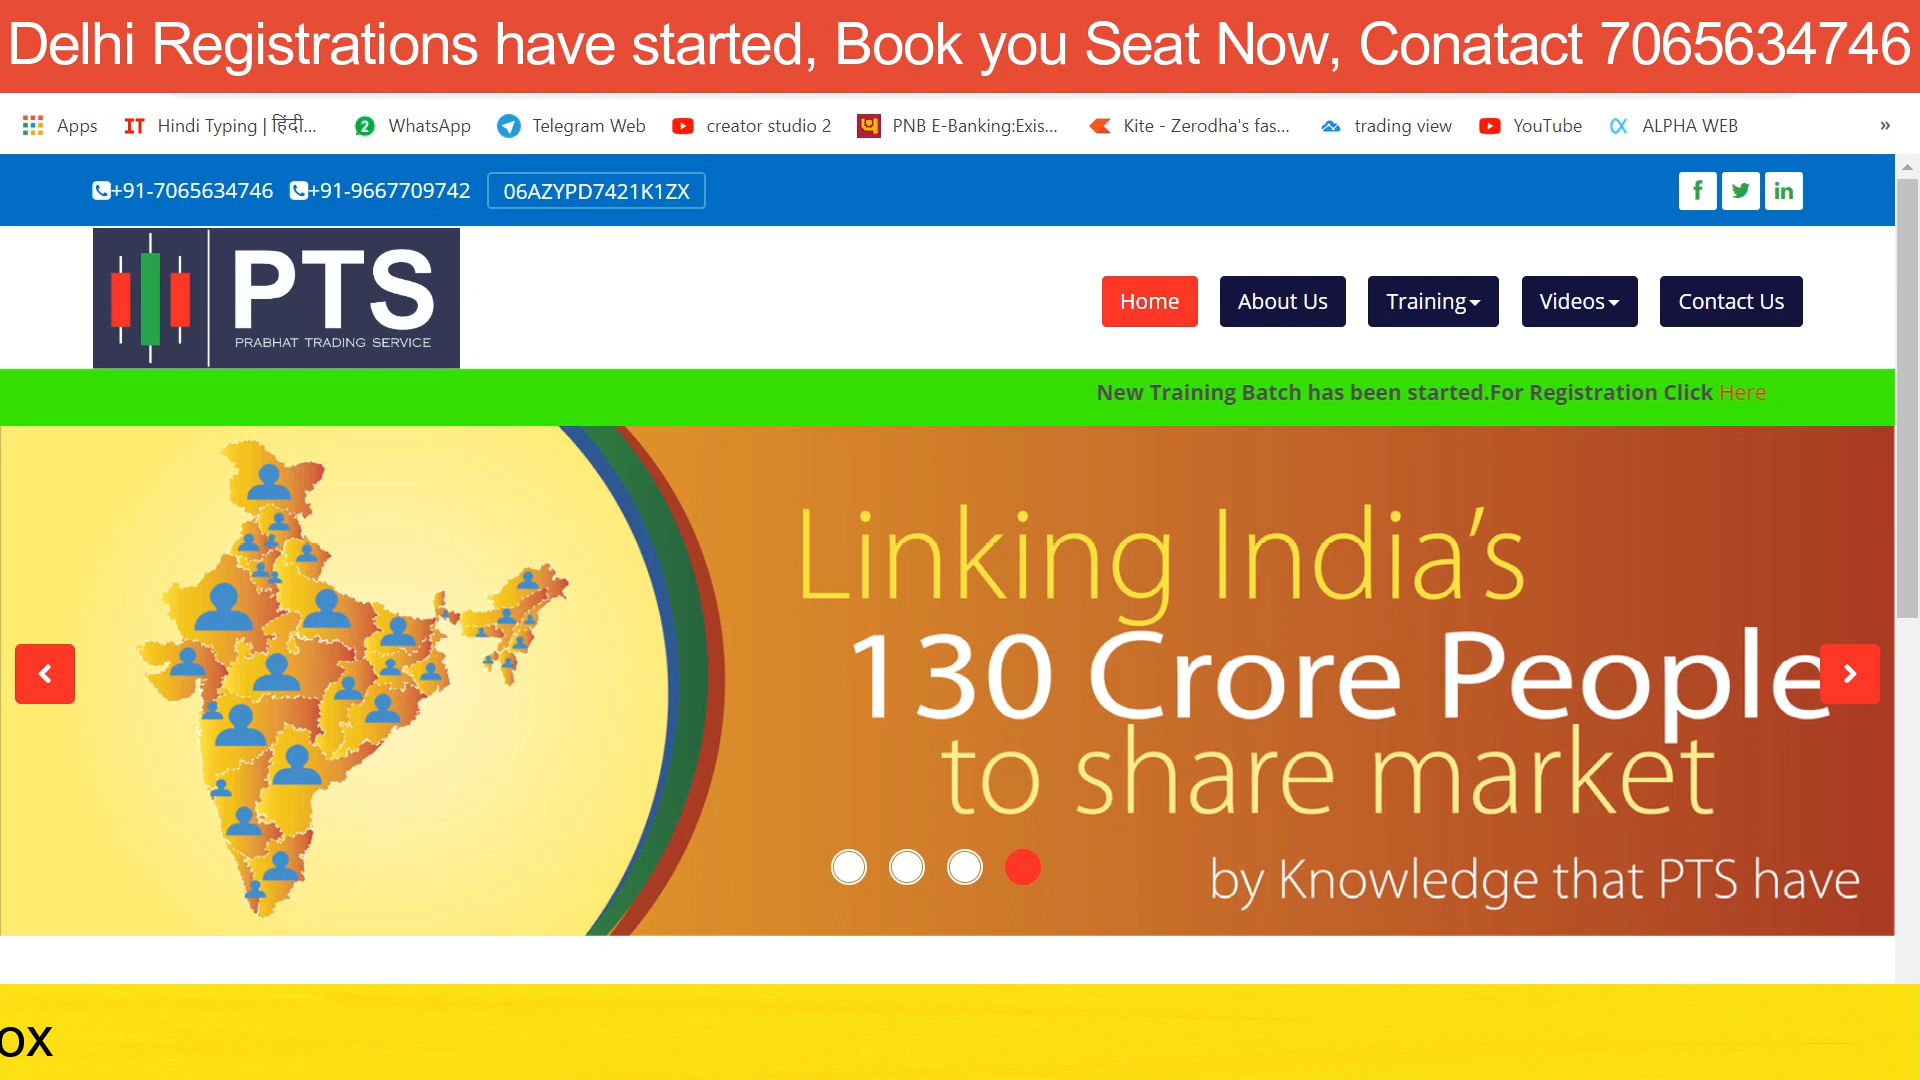 Delhi Registrations have started, Book you Seat Now, Conatact 7065634746
Apps IT Hindi Typing | हिंदी... 2 WhatsApp Telegram Web creator studio 2 PNB E-Banking:Exis... Kite - Zerodha's fas... trading view YouTube ALPHA WEB »
+91-7065634746 +91-9667709742 06AZYPD7421K1ZX
PTS
PRABHAT TRADING SERVICE
Home About Us Training Videos Contact Us
New Training Batch has been started.For Registration Click Here
Linking India's
130 Crore People
to share market
by Knowledge that PTS have
ox